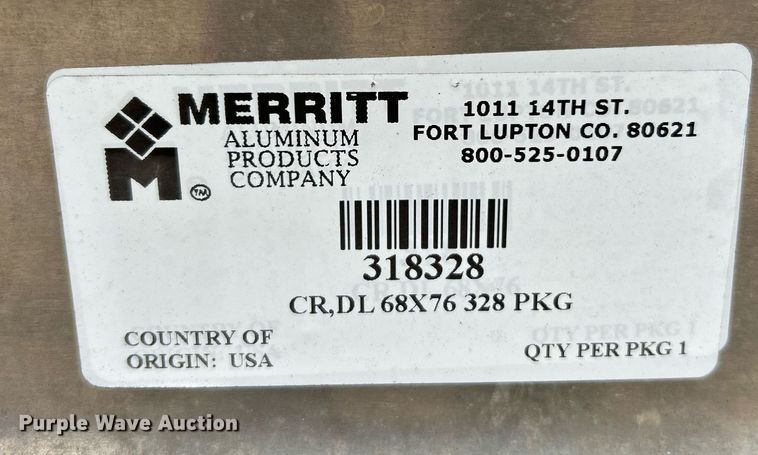 MERRITT
ALUMINUM
PRODUCTS
COMPANY
M
TM
1011 14TH ST.
FORT LUPTON CO. 80621
800-525-0107
318328
CR,DL 68X76 328 PKG
COUNTRY OF
ORIGIN: USA
QTY PER PKG 1
Purple Wave Auction